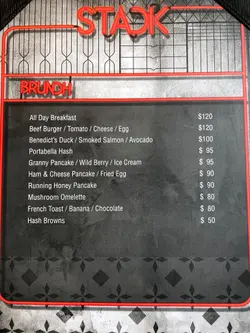 STACK
BRUNCH
All Day Breakfast $120
Beef Burger / Tomato / Cheese / Egg $120
Benedict's Duck / Smoked Salmon / Avocado $100
Portabella Hash $ 95
Granny Pancake / Wild Berry / Ice Cream $ 95
Ham & Cheese Pancake / Fried Egg $ 90
Running Honey Pancake $ 90
Mushroom Omelette $ 80
French Toast / Banana / Chocolate $ 80
Hash Browns $ 50